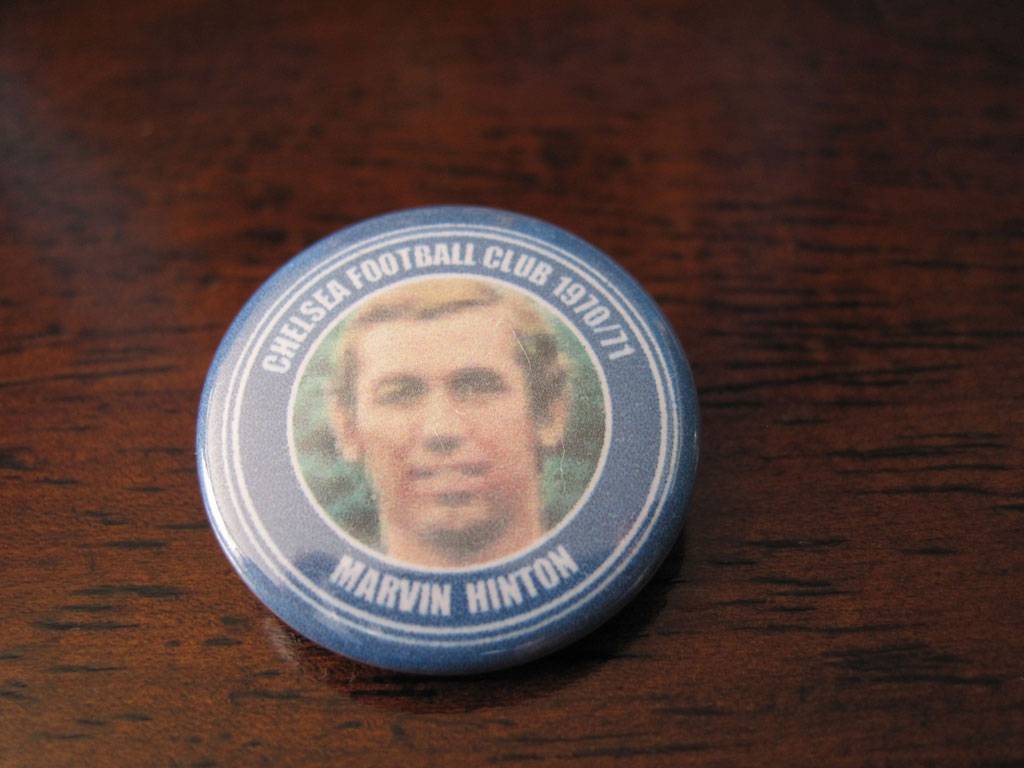 CHELSEA FOOTBALL CLUB 1970/71
MARVIN HINTON